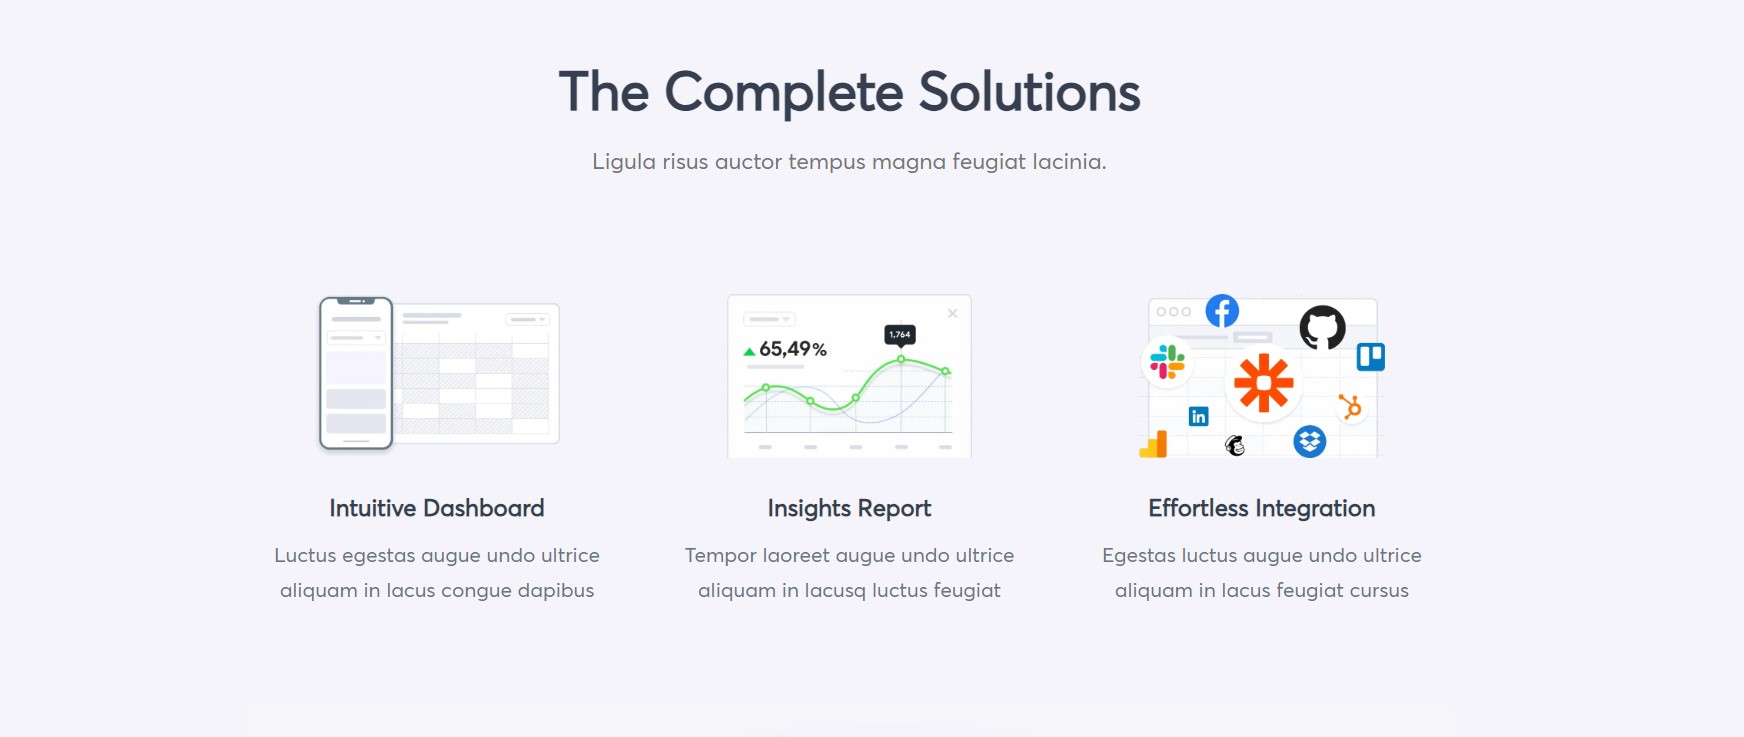 The Complete Solutions
Ligula risus auctor tempus magna feugiat lacinia.
1,764
65,49%
in
Intuitive Dashboard
Luctus egestas augue undo ultrice
aliquam in lacus congue dapibus
Insights Report
Tempor laoreet augue undo ultrice
aliquam in lacusq luctus feugiat
Effortless Integration
Egestas luctus augue undo ultrice
aliquam in lacus feugiat cursus